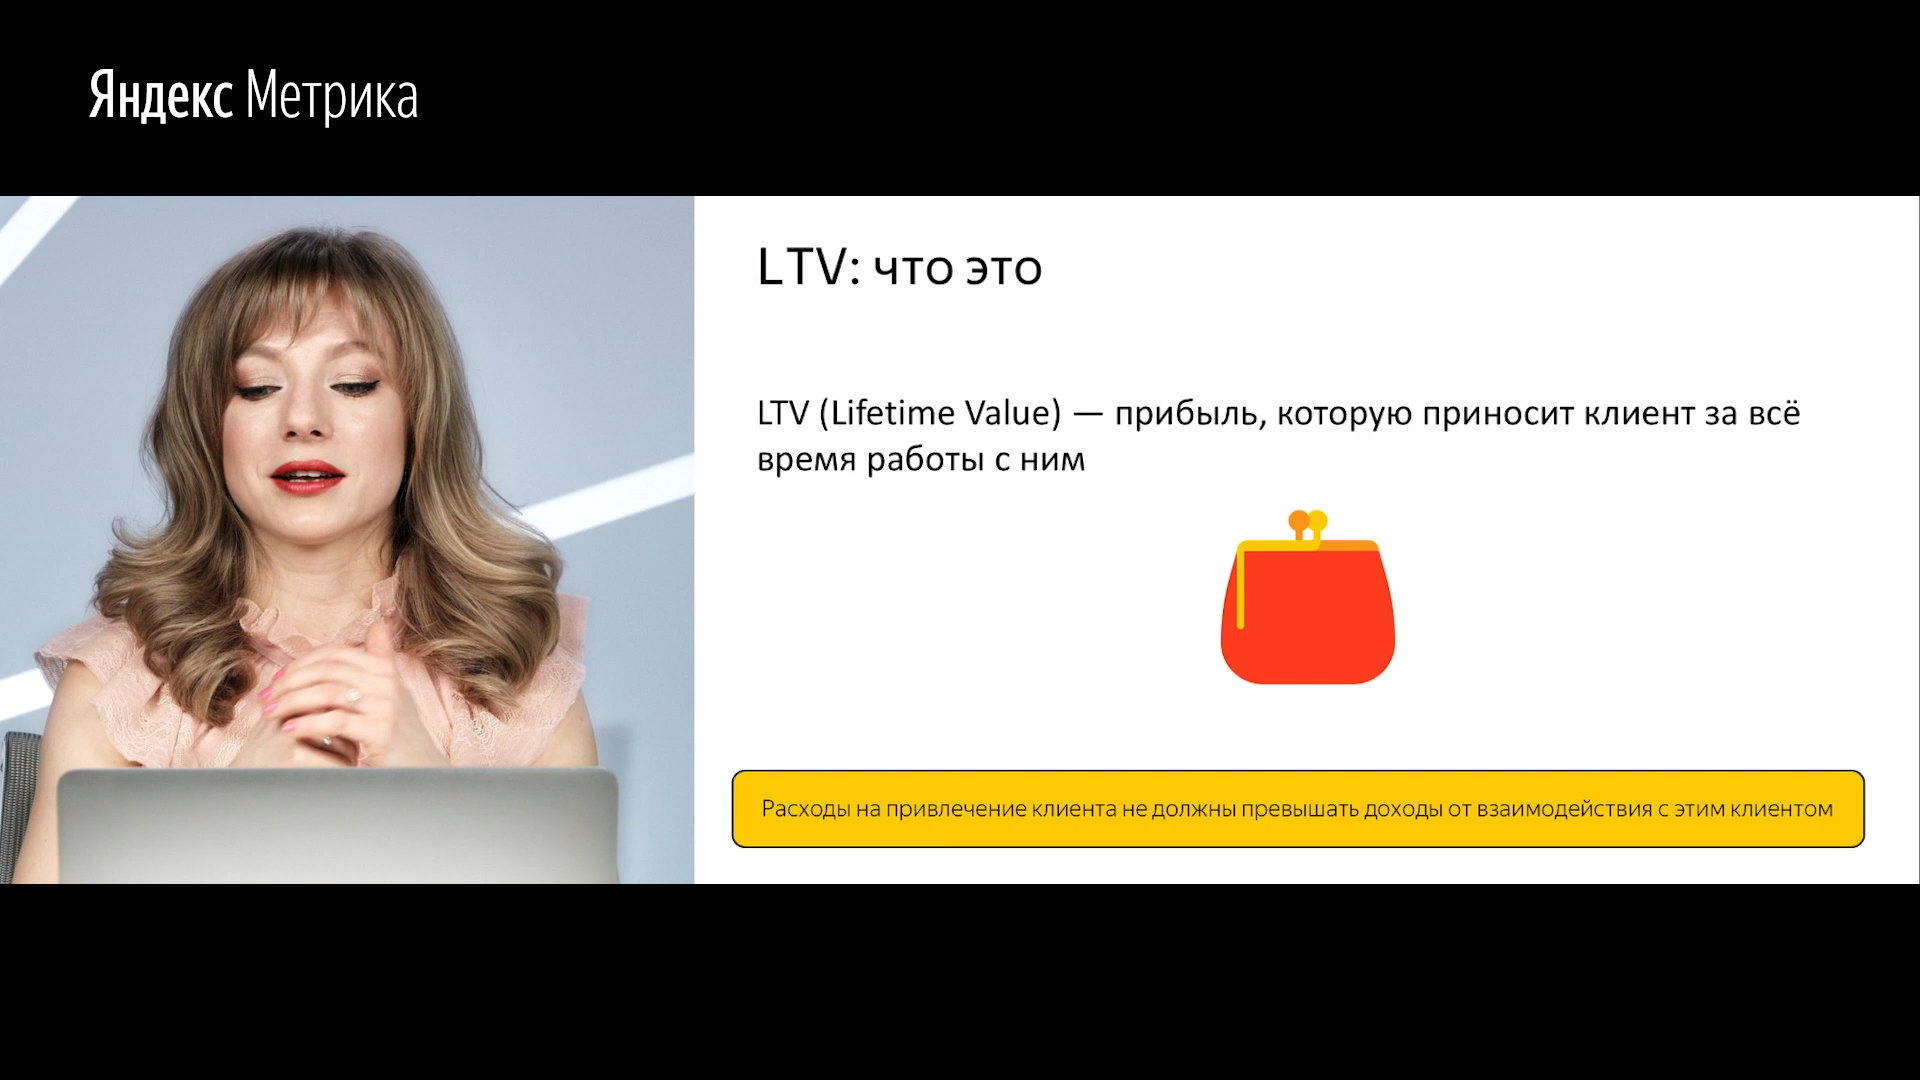 Яндекс Метрика
LTV: что это
LTV (Lifetime Value) — прибыль, которую приносит клиент за всё
время работы с ним
Расходы на привлечение клиента не должны превышать доходы от взаимодействия с этим клиентом